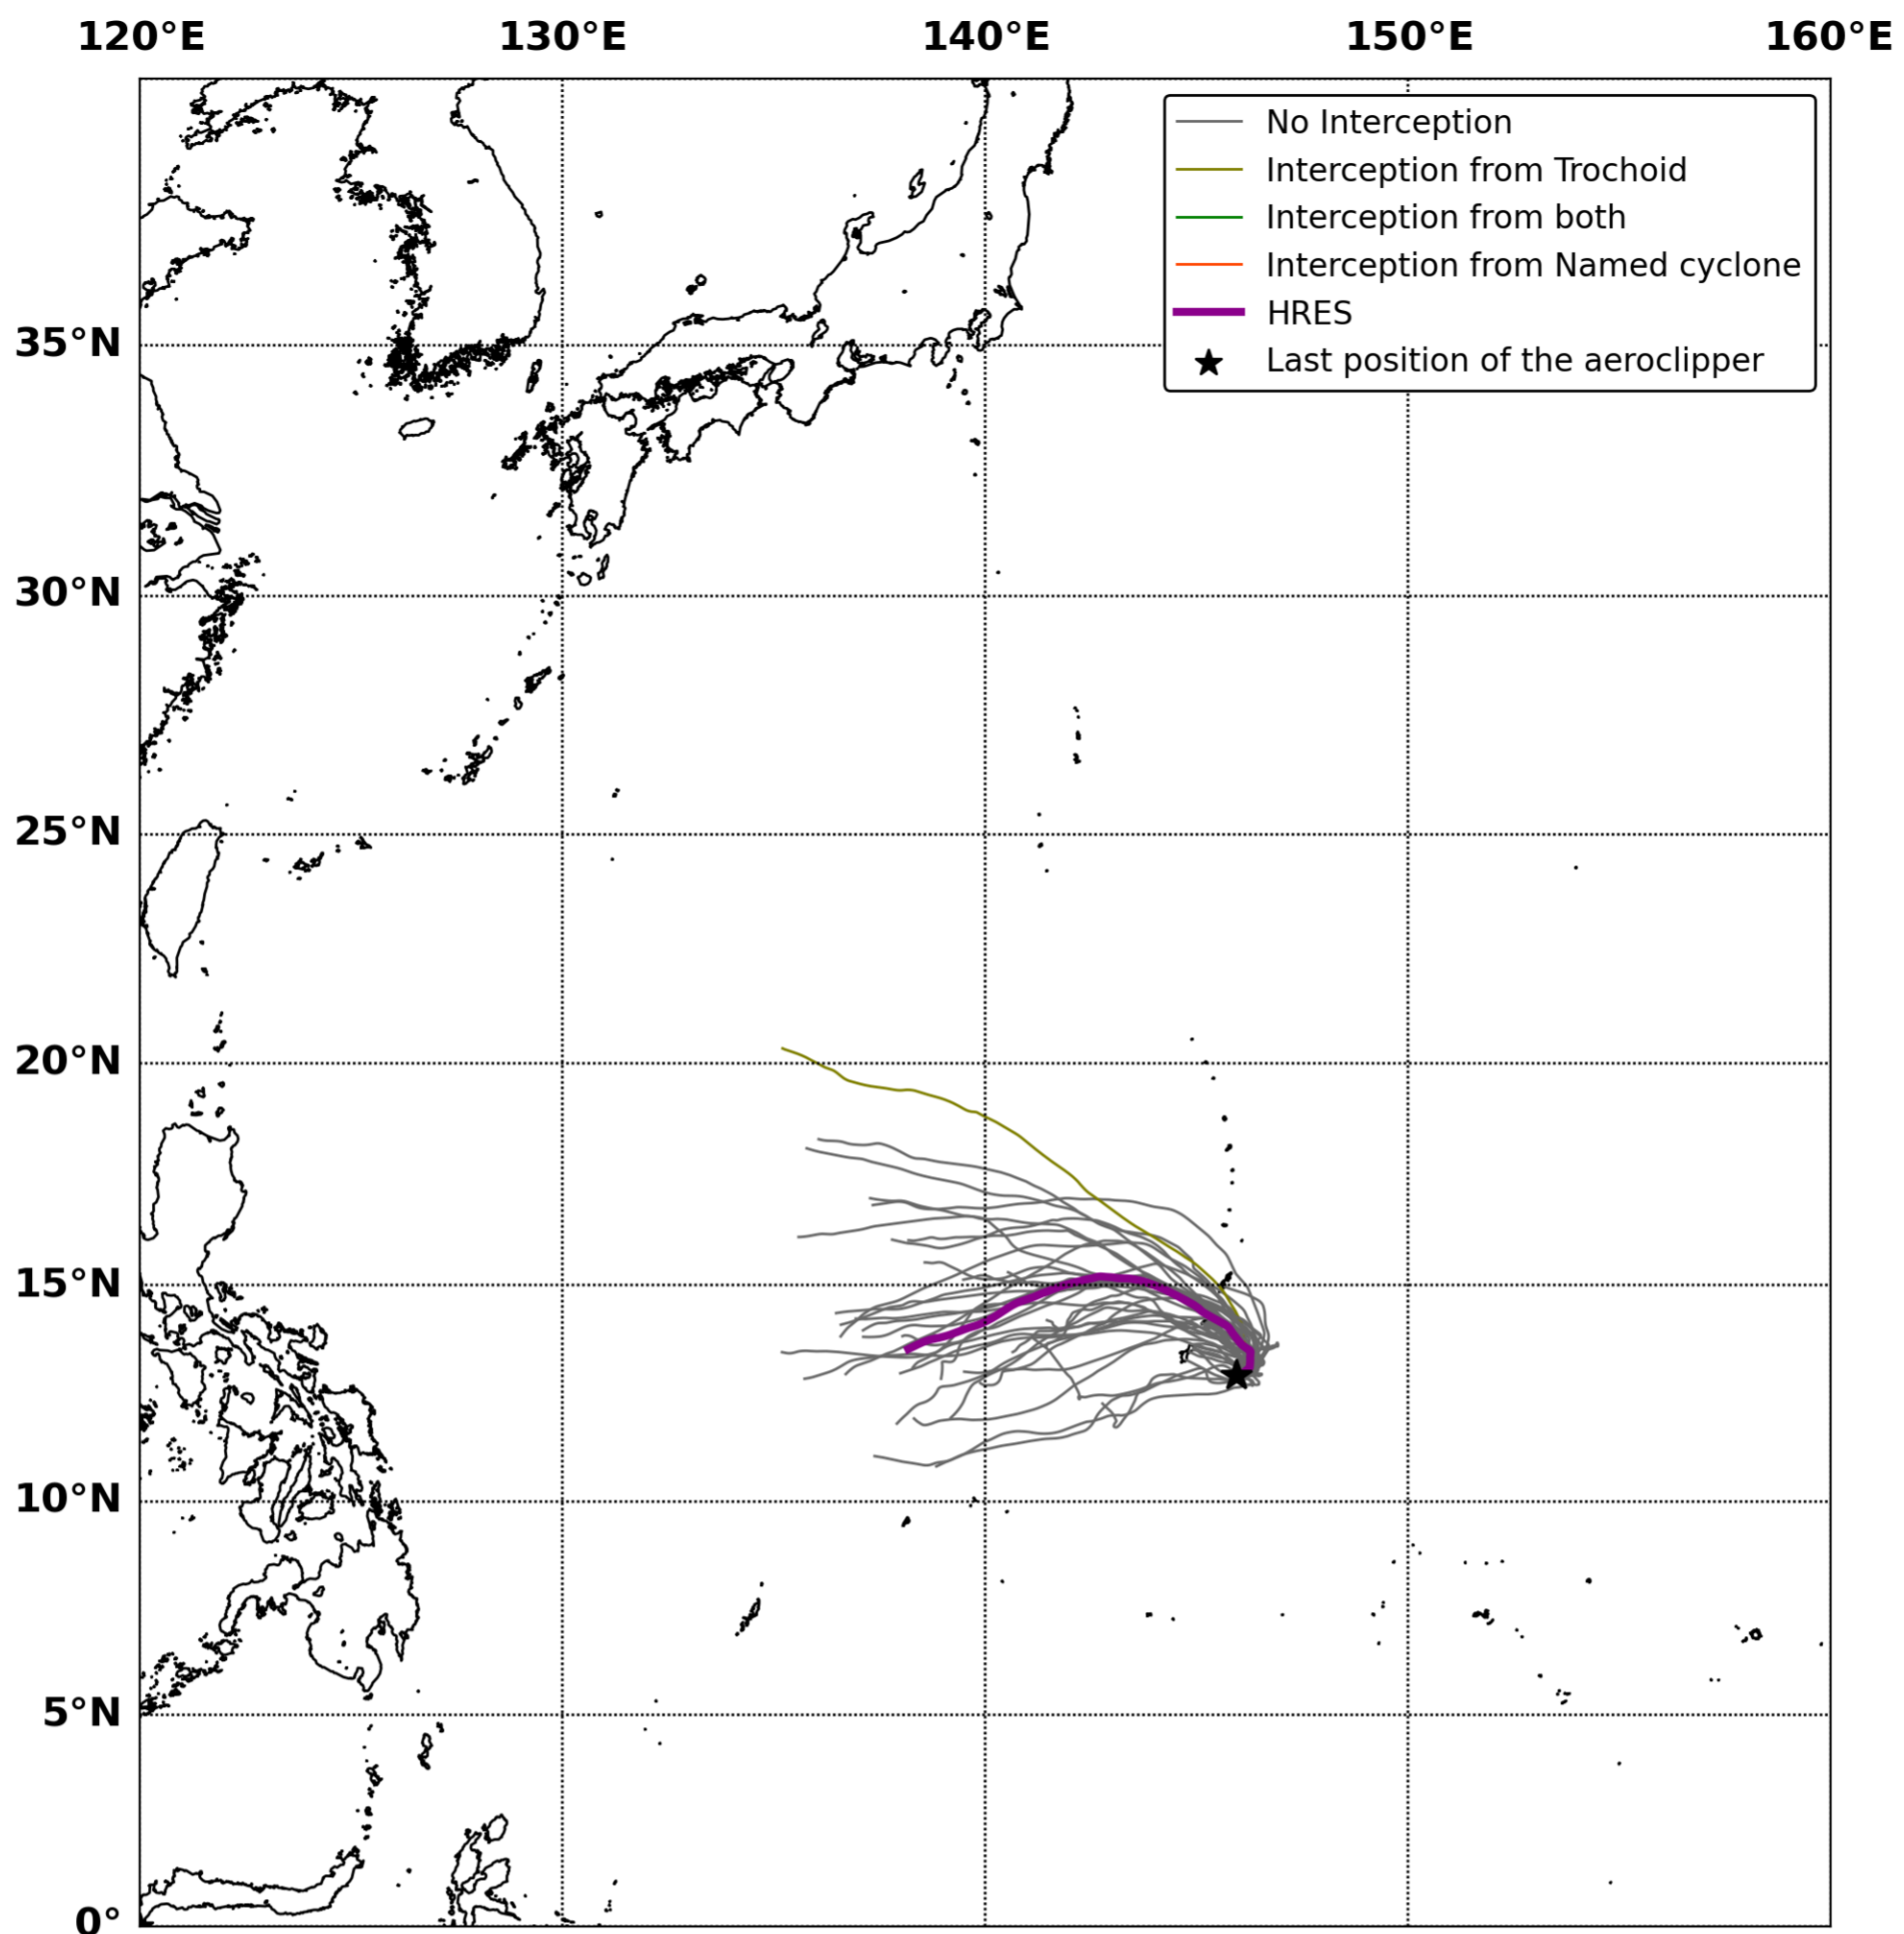 120°E 130°E 140°E 150°E 160°E
No Interception
Interception from Trochoid
Interception from both
Interception from Named cyclone
HRES
Last position of the aeroclipper
35°N
30°N
25°N
20°N
15°N
10°N
5°N
0°